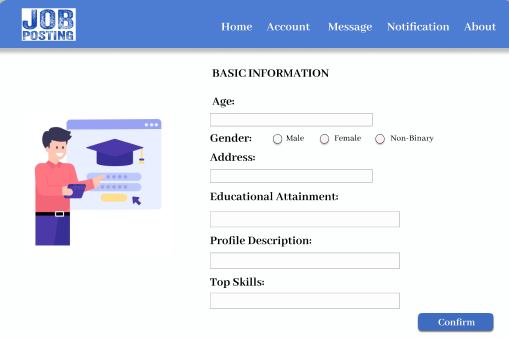 JOB
POSTING
Home Account Message Notification About
BASIC INFORMATION
Age:
Gender: Male Female Non-Binary
Address:
Educational Attainment:
Profile Description:
Top Skills:
Confirm